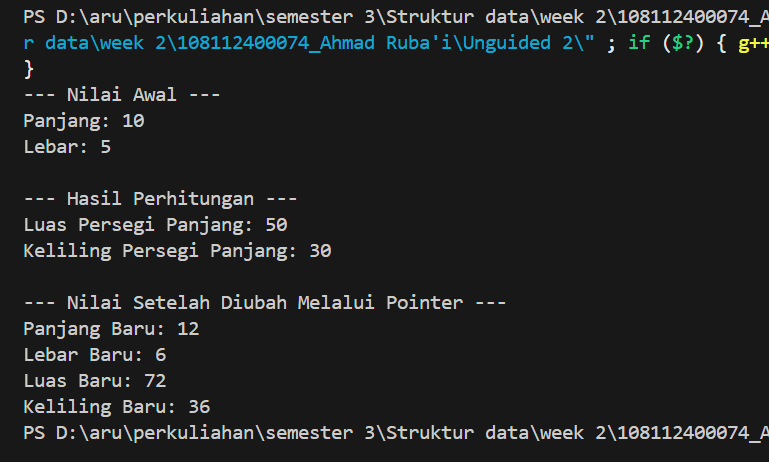 PS D:\aru\perkuliahan\semester 3\Struktur data\week 2\108112400074_A
r data\week 2\108112400074_Ahmad Ruba'i\Unguided 2\" ; if ($?) { g++
}
--- Nilai Awal ---
Panjang: 10
Lebar: 5
--- Hasil Perhitungan ---
Luas Persegi Panjang: 50
Keliling Persegi Panjang: 30
--- Nilai Setelah Diubah Melalui Pointer ---
Panjang Baru: 12
Lebar Baru: 6
Luas Baru: 72
Keliling Baru: 36
PS D:\aru\perkuliahan\semester 3\Struktur data\week 2\108112400074_A